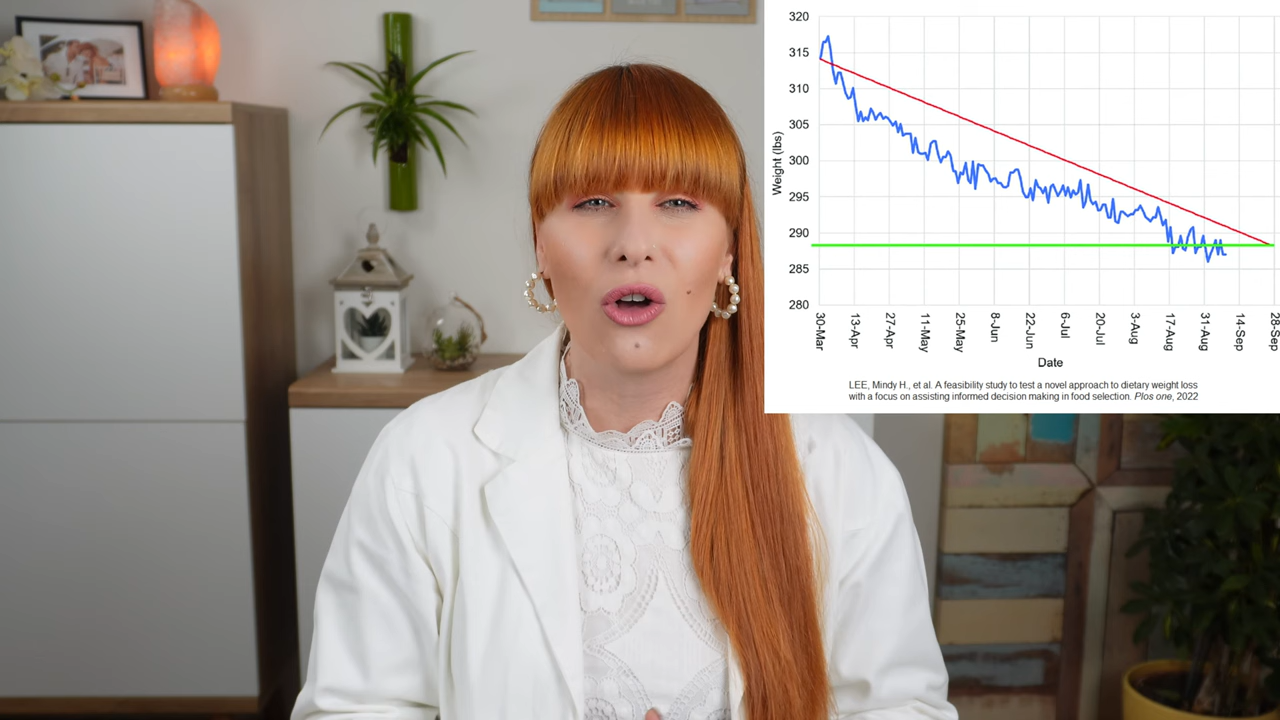 320
315
310
305
300
295
290
285
280
Weight (lbs)
30-Mar
13-Apr
27-Apr
11-May
25-May
8-Jun
22-Jun
6-Jul
20-Jul
3-Aug
17-Aug
31-Aug
14-Sep
28-Sep
Date
LEE, Mindy H., et al. A feasibility study to test a novel approach to dietary weight loss
with a focus on assisting informed decision making in food selection. Plos one, 2022